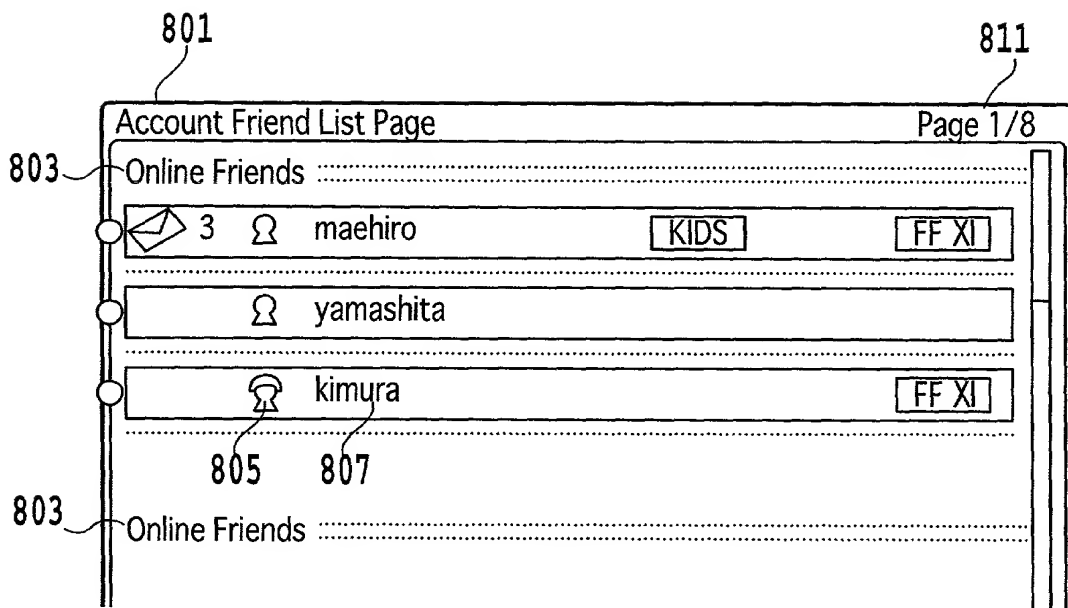 801
811
Account Friend List Page Page 1/8
803 Online Friends
3 maehiro KIDS FF XI
yamashita
kimura FF XI
805 807
803 Online Friends